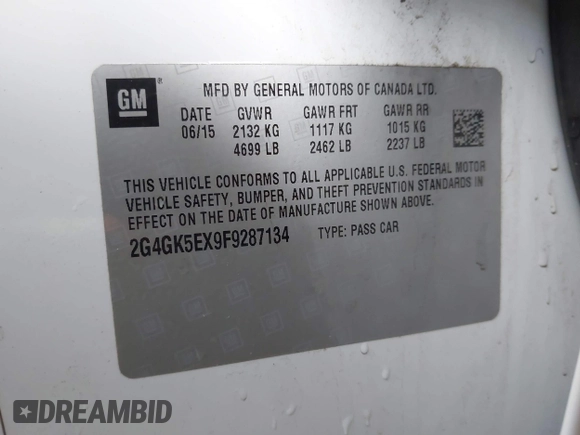 GM
MFD BY GENERAL MOTORS OF CANADA LTD.
DATE GVWR GAWR FRT GAWR RR
06/15 2132 KG 1117 KG 1015 KG
4699 LB 2462 LB 2237 LB
THIS VEHICLE CONFORMS TO ALL APPLICABLE U.S. FEDERAL MOTOR
VEHICLE SAFETY, BUMPER, AND THEFT PREVENTION STANDARDS IN
EFFECT ON THE DATE OF MANUFACTURE SHOWN ABOVE.
2G4GK5EX9F9287134 TYPE: PASS CAR
DREAMBID
DREAMBID.COM